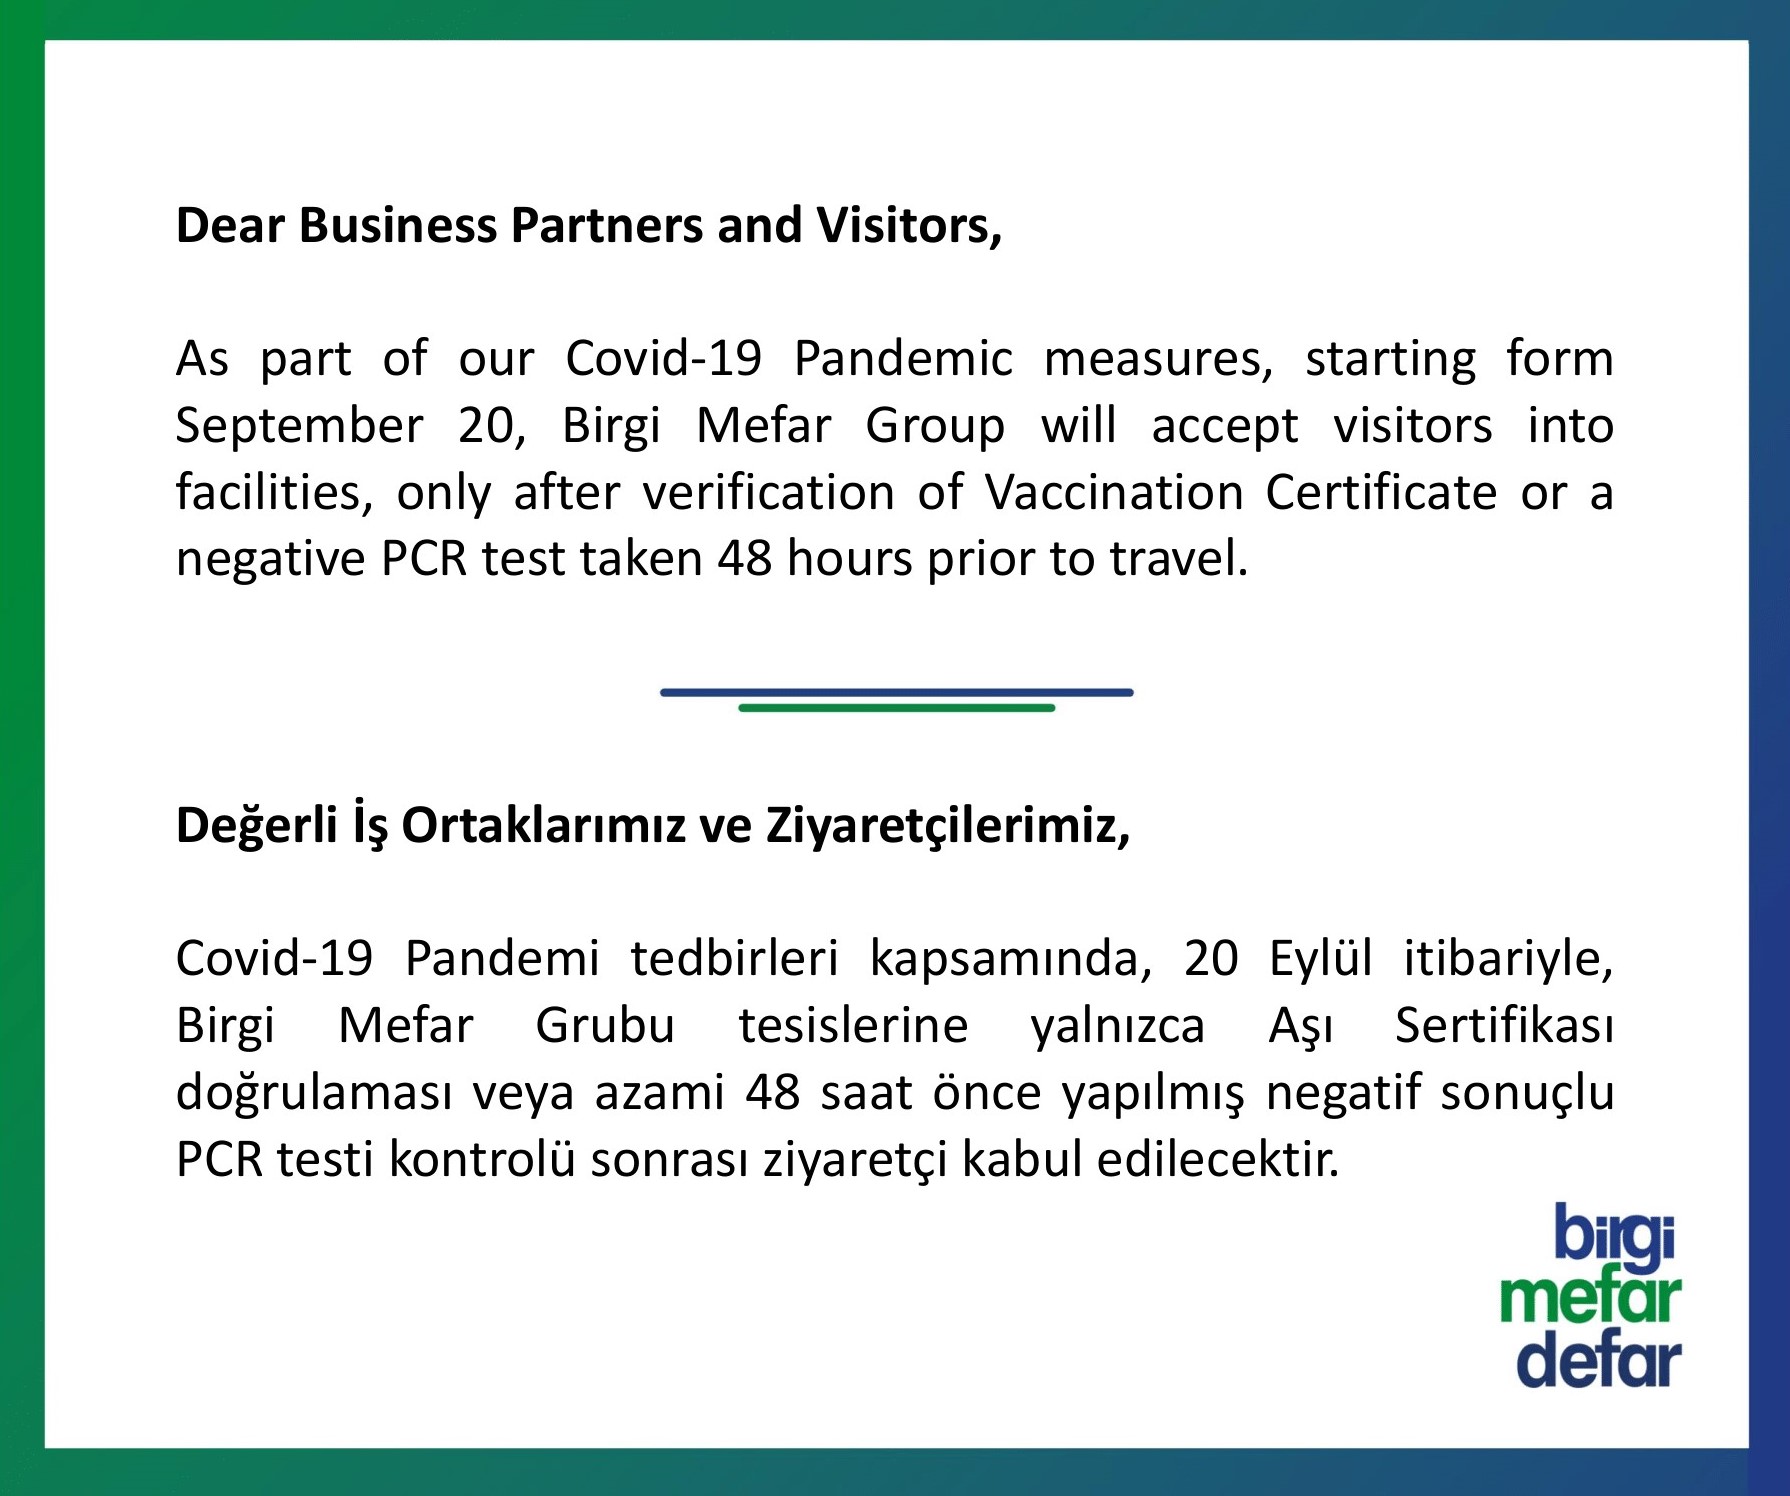 Dear Business Partners and Visitors,
As part of our Covid-19 Pandemic measures, starting form
September 20, Birgi Mefar Group will accept visitors into
facilities, only after verification of Vaccination Certificate or a
negative PCR test taken 48 hours prior to travel.
Değerli İş Ortaklarımız ve Ziyaretçilerimiz,
Covid-19 Pandemi tedbirleri kapsamında, 20 Eylül itibariyle,
Birgi Mefar Grubu tesislerine yalnızca Aşı Sertifikası
doğrulaması veya azami 48 saat önce yapılmış negatif sonuçlu
PCR testi kontrolü sonrası ziyaretçi kabul edilecektir.
birgi
mefar
defar